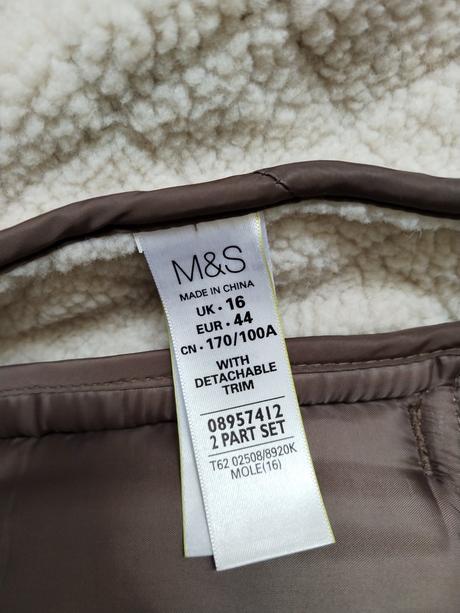 M&S
MADE IN CHINA
UK • 16
EUR • 44
CN • 170/100A
WITH
DETACHABLE
TRIM
08957412
2 PART SET
T62 02508/8920K
MOLE(16)